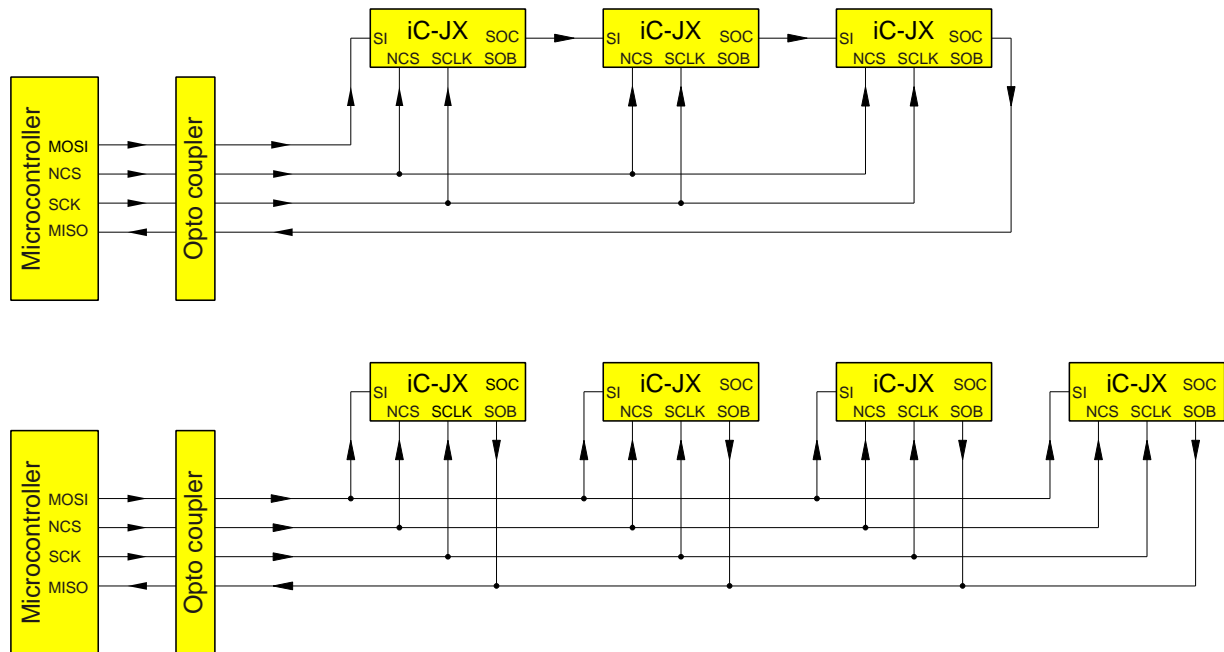 iC-JX
SI
SOC
NCS
SCLK
SOB
iC-JX
SI
SOC
NCS
SCLK
SOB
iC-JX
SI
SOC
NCS
SCLK
SOB
Microcontroller
MOSI
NCS
SCK
MISO
Opto coupler
iC-JX
SI
SOC
NCS
SCLK
SOB
iC-JX
SI
SOC
NCS
SCLK
SOB
iC-JX
SI
SOC
NCS
SCLK
SOB
iC-JX
SI
SOC
NCS
SCLK
SOB
Microcontroller
MOSI
NCS
SCK
MISO
Opto coupler